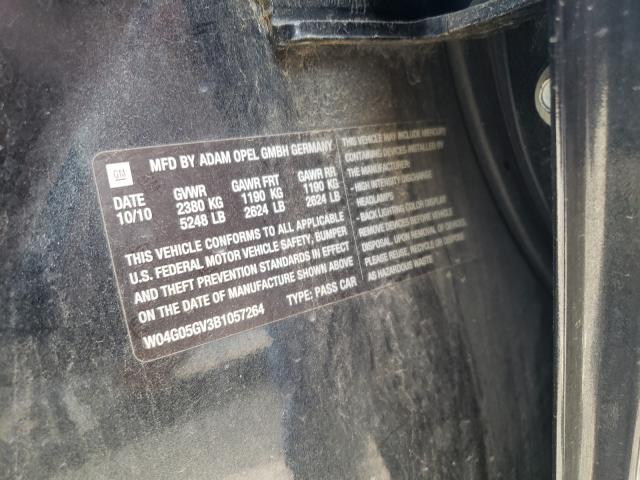 GM
MFD BY ADAM OPEL GMBH GERMANY
DATE GVWR GAWR FRT GAWR RR
10/10 2380 KG 1190 KG 1190 KG
5248 LB 2624 LB 2624 LB
THIS VEHICLE CONFORMS TO ALL APPLICABLE
U.S. FEDERAL MOTOR VEHICLE SAFETY, BUMPER
AND THEFT PREVENTION STANDARDS IN EFFECT
ON THE DATE OF MANUFACTURE SHOWN ABOVE
W04G05GV3B1057264 TYPE: PASS CAR
THIS VEHICLE MAY INCLUDE MERCURY
CONTAINING DEVICES INSTALLED BY
THE MANUFACTURER:
- HIGH INTENSITY DISCHARGE
HEADLAMPS
- BACKLIGHTING COLOR DISPLAY
REMOVE DEVICES BEFORE VEHICLE
DISPOSAL. UPON REMOVAL OF DEVICES
PLEASE REUSE, RECYCLE OR DISPOSE
AS HAZARDOUS WASTE